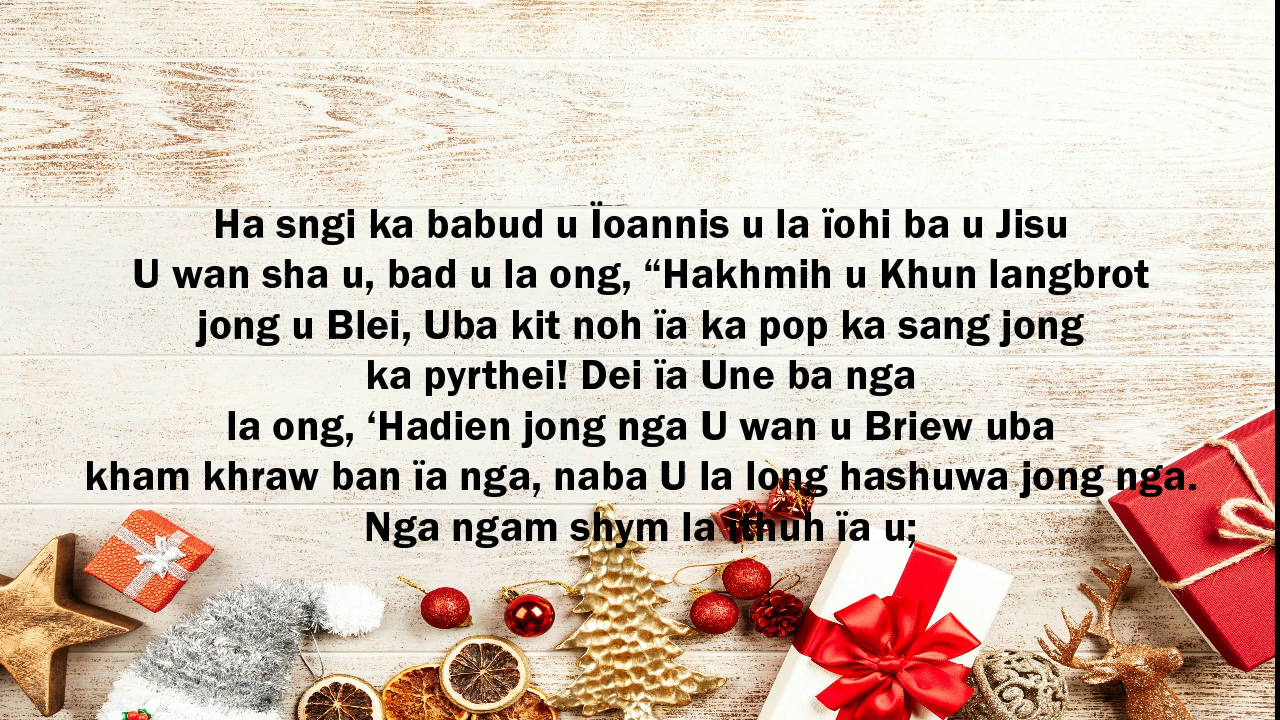 Ha sngi ka babud u Ïoannis u la ïohi ba u Jisu
U wan sha u, bad u la ong, “Hakhmih u Khun langbrot
jong u Blei, Uba kit noh ïa ka pop ka sang jong
ka pyrthei! Dei ïa Une ba nga
la ong, ‘Hadien jong nga U wan u Briew uba
kham khraw ban ïa nga, naba U la long hashuwa jong nga.
Nga ngam shym la ïthuh ïa u;